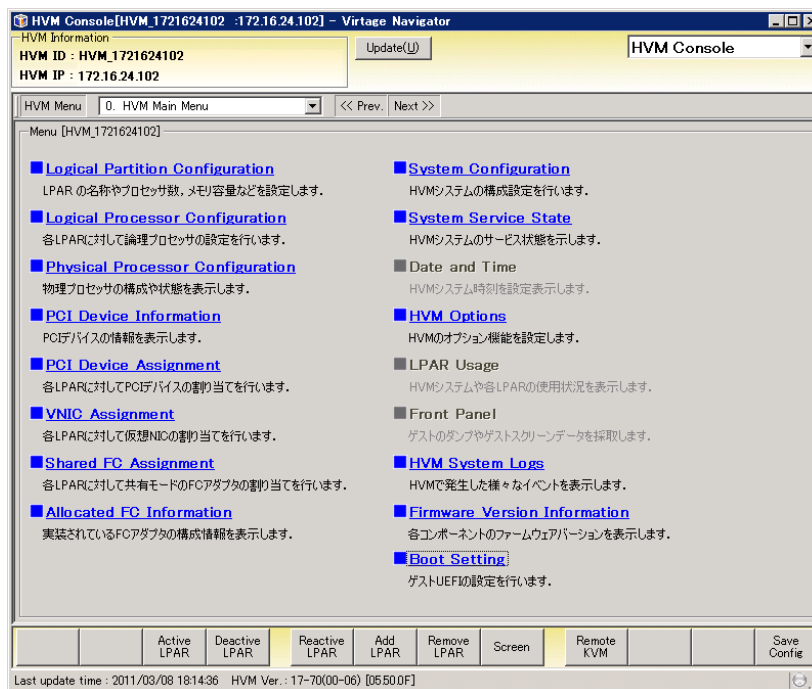 HVM Console[HVM_1721624102 :172.16.24.102] - Virtage Navigator
HVM Information
HVM ID : HVM_1721624102
HVM IP : 172.16.24.102
Update(U)
HVM Console
HVM Menu
0. HVM Main Menu
<< Prev.
Next >>
Menu [HVM_1721624102]
Logical Partition Configuration
LPAR の名称やプロセッサ数，メモリ容量などを設定します．
Logical Processor Configuration
各LPARに対して論理プロセッサの設定を行います．
Physical Processor Configuration
物理プロセッサの構成や状態を表示します．
PCI Device Information
PCIデバイスの情報を表示します．
PCI Device Assignment
各LPARに対してPCIデバイスの割り当てを行います．
VNIC Assignment
各LPARに対して仮想NICの割り当てを行います．
Shared FC Assignment
各LPARに対して共有モードのFCアダプタの割り当てを行います．
Allocated FC Information
実装されているFCアダプタの構成情報を表示します．
System Configuration
HVMシステムの構成設定を行います．
System Service State
HVMシステムのサービス状態を示します．
Date and Time
HVMシステム時刻を設定表示します．
HVM Options
HVMのオプション機能を設定します．
LPAR Usage
HVMシステムや各LPARの使用状況を表示します．
Front Panel
ゲストのダンプやゲストスクリーンデータを採取します．
HVM System Logs
HVMで発生した様々なイベントを表示します．
Firmware Version Information
各コンポーネントのファームウェアバージョンを表示します．
Boot Setting
ゲストUEFIの設定を行います．
Active
LPAR
Deactive
LPAR
Reactive
LPAR
Add
LPAR
Remove
LPAR
Screen
Remote
KVM
Save
Config
Last update time : 2011/03/08 18:14:36 HVM Ver. : 17-70(00-06) [05.50.0F]